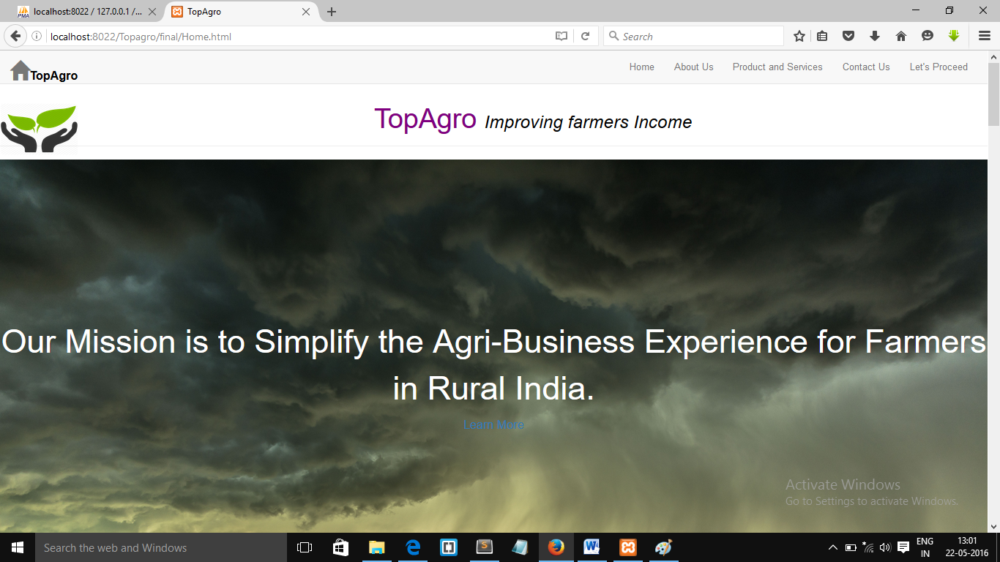 localhost:8022 / 127.0.0.1 /...
TopAgro
localhost:8022/Topagro/final/Home.html
Search
TopAgro
Home
About Us
Product and Services
Contact Us
Let's Proceed
TopAgro Improving farmers Income
Our Mission is to Simplify the Agri-Business Experience for Farmers
in Rural India.
Learn More
Activate Windows
Go to Settings to activate Windows.
Search the web and Windows
ENG
IN
13:01
22-05-2016